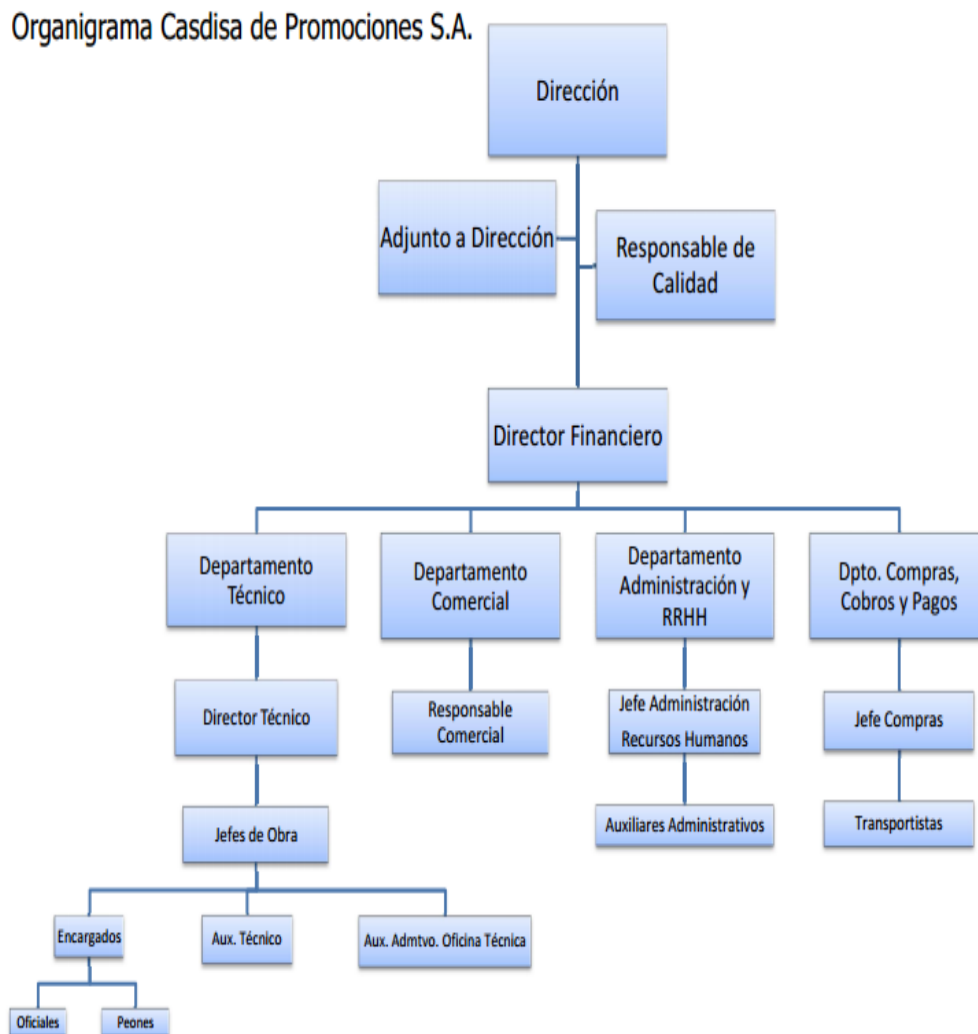 Organigrama Casdisa de Promociones S.A.
Dirección
Adjunto a Dirección
Responsable de
Calidad
Director Financiero
Departamento
Técnico
Departamento
Comercial
Departamento
Administración y
RRHH
Dpto. Compras,
Cobros y Pagos
Director Técnico
Responsable
Comercial
Jefe Administración
Recursos Humanos
Jefe Compras
Jefes de Obra
Auxiliares Administrativos
Transportistas
Encargados
Aux. Técnico
Aux. Admtvo. Oficina Técnica
Oficiales
Peones